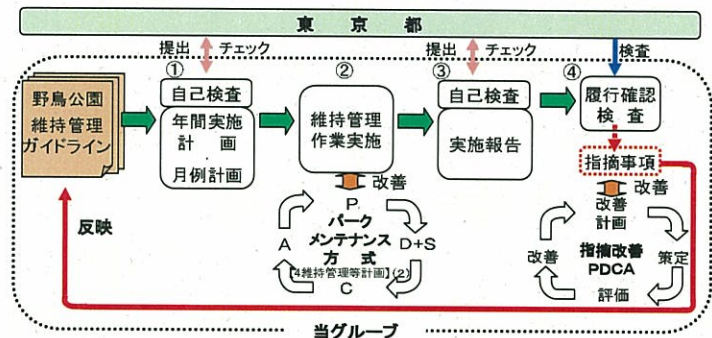 東京都
提出 チェック
提出 チェック
検査
①
②
③
④
野鳥公園
維持管理
ガイドライン
自己検査
年間実施
計画
・
月例計画
維持管理
作業実施
自己検査
実施報告
履行確認
検査
指摘事項
改善
改善
反映
P
A
D+S
C
パーク
メンテナンス
方式
【4維持管理等計画】(2)
改善
計画
改善
策定
評価
指摘改善
PDCA
当グループ